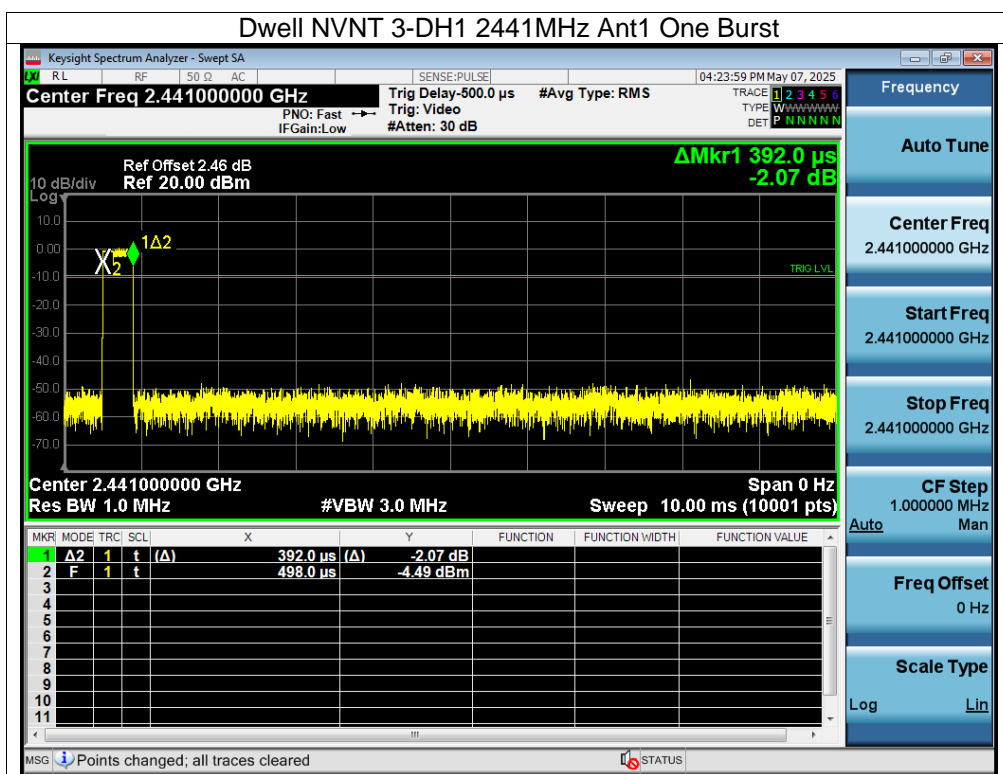 Dwell NVNT 3-DH1 2441MHz Ant1 One Burst
Keysight Spectrum Analyzer - Swept SA
LXI RL RF 50 Ω AC SENSE:PULSE 04:23:59 PM May 07, 2025
Center Freq 2.441000000 GHz Trig Delay-500.0 µs #Avg Type: RMS TRACE 1 2 3 4 5 6
PNO: Fast Trig: Video TYPE WWWWWWW
IFGain:Low #Atten: 30 dB DET P N N N N N
ΔMkr1 392.0 µs
-2.07 dB
Ref Offset 2.46 dB
10 dB/div Ref 20.00 dBm
Log
10.0
0.00
-10.0
-20.0
-30.0
-40.0
-50.0
-60.0
-70.0
X2
1Δ2
TRIG LVL
Center 2.441000000 GHz Span 0 Hz
Res BW 1.0 MHz #VBW 3.0 MHz Sweep 10.00 ms (10001 pts)
MKR MODE TRC SCL X Y FUNCTION FUNCTION WIDTH FUNCTION VALUE
1 Δ2 1 t (Δ) 392.0 µs (Δ) -2.07 dB
2 F 1 t 498.0 µs -4.49 dBm
3
4
5
6
7
8
9
10
11
MSG Points changed; all traces cleared STATUS
Frequency
Auto Tune
Center Freq
2.441000000 GHz
Start Freq
2.441000000 GHz
Stop Freq
2.441000000 GHz
CF Step
1.000000 MHz
Auto Man
Freq Offset
0 Hz
Scale Type
Log Lin